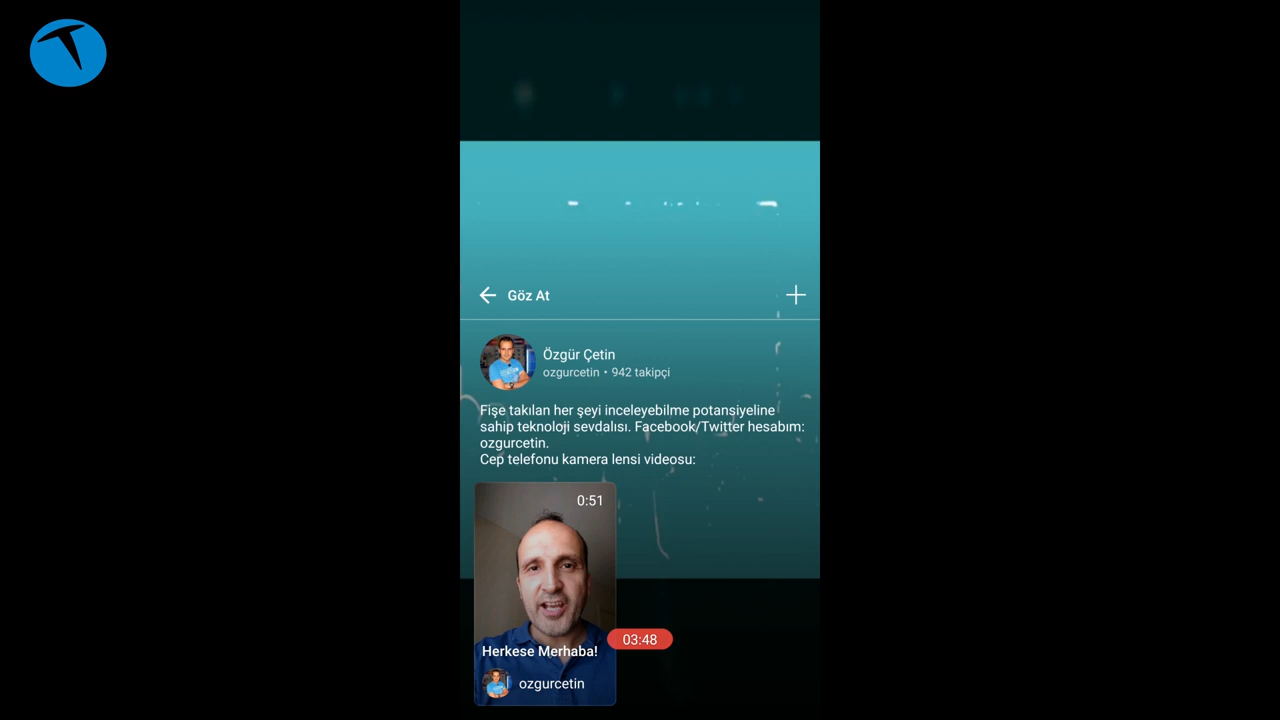 Göz At
Özgür Çetin
ozgurcetin • 942 takipçi
Fişe takılan her şeyi inceleyebilme potansiyeline
sahip teknoloji sevdalısı. Facebook/Twitter hesabım:
ozgurcetin.
Cep telefonu kamera lensi videosu:
0:51
03:48
Herkese Merhaba!
ozgurcetin